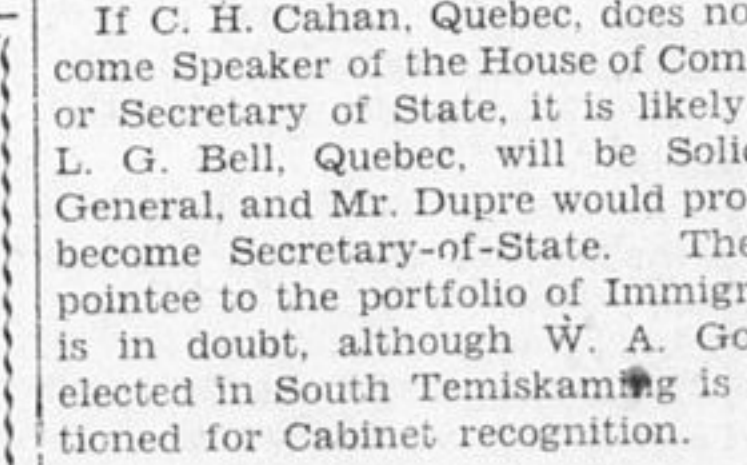 If C. H. Cahan, Quebec, does no
come Speaker of the House of Com
or Secretary of State, it is likely
L. G. Bell, Quebec, will be Solic
General, and Mr. Dupre would pro
become Secretary-of-State. The
pointee to the portfolio of Immigr
is in doubt, although W. A. Go
elected in South Temiskaming is
tioned for Cabinet recognition.